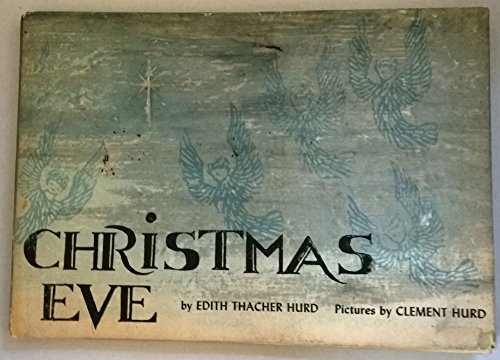 CHRiSTMAS
EVE by EDITH THACHER HURD Pictures by CLEMENT HURD